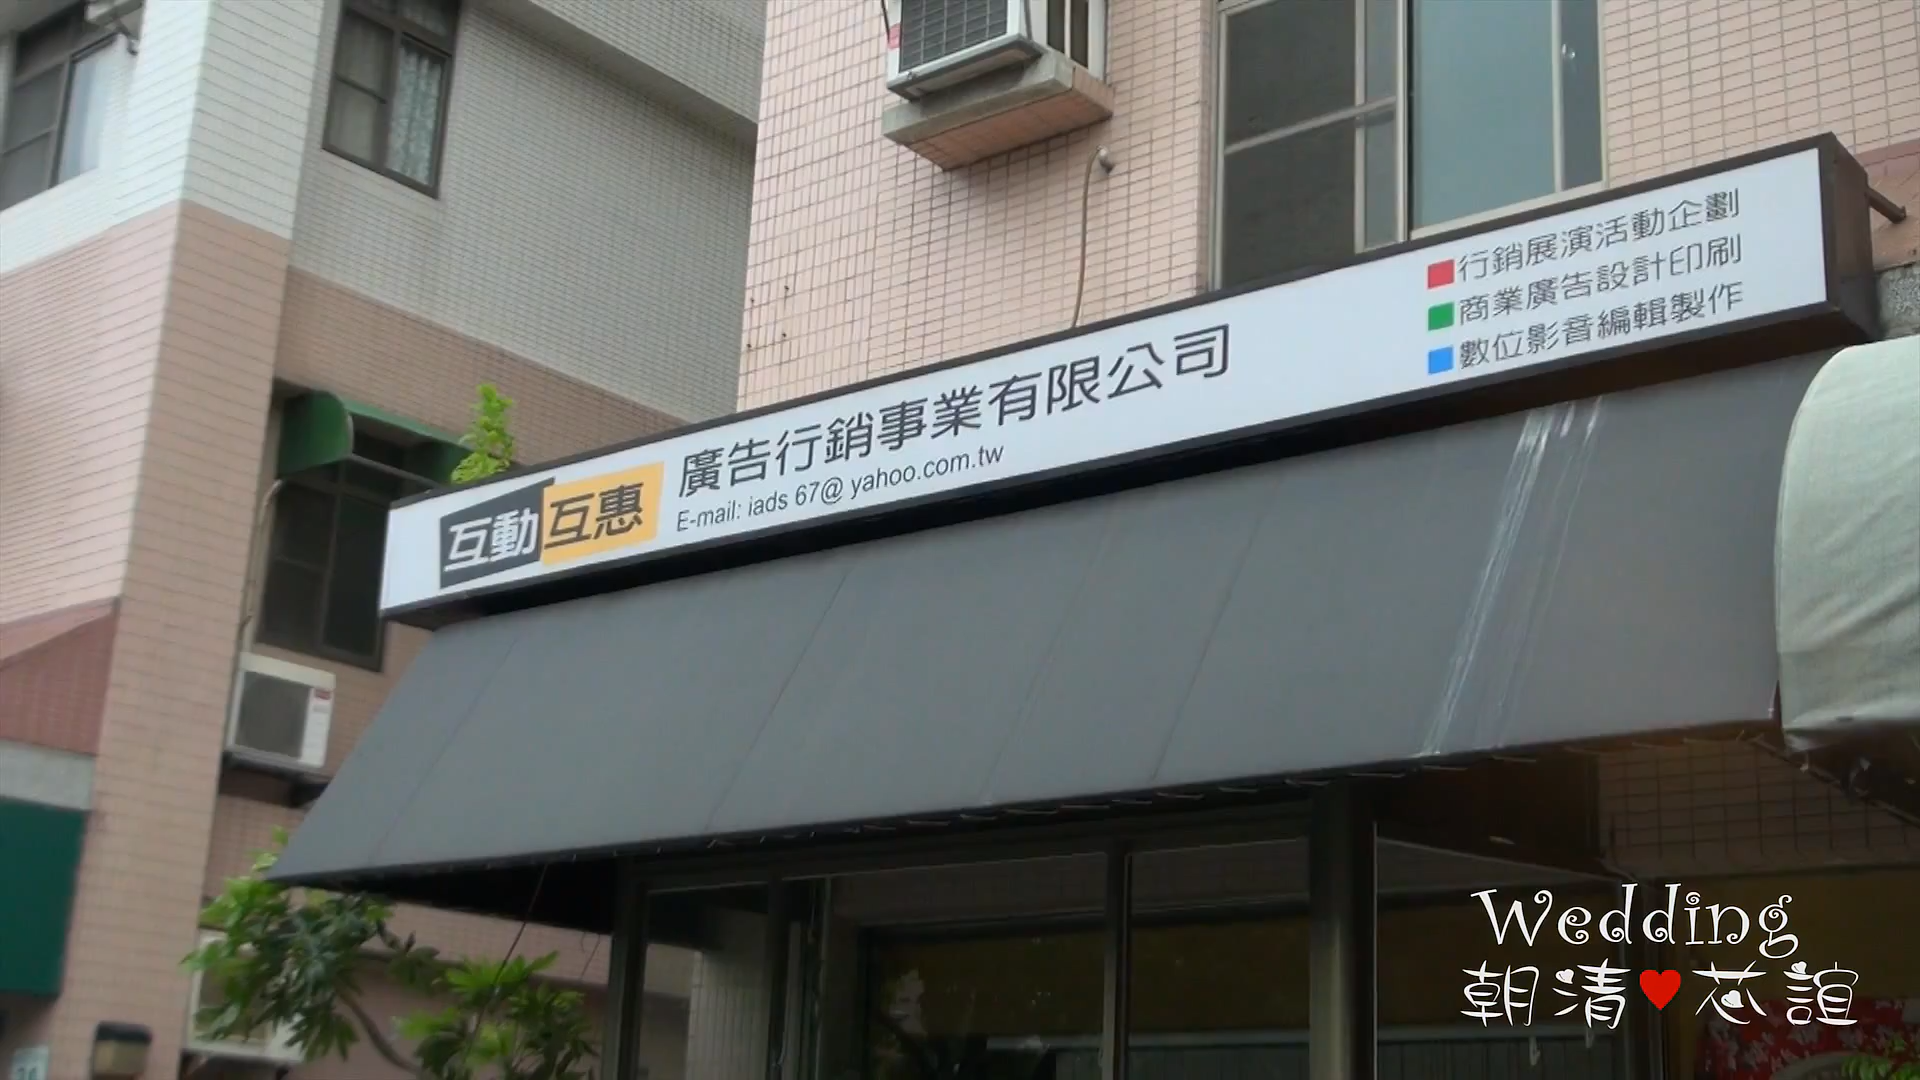 互動互惠
廣告行銷事業有限公司
E-mail: iads 67@ yahoo.com.tw
行銷展演活動企劃
商業廣告設計印刷
數位影音編輯製作
Wedding
朝清♥芯誼